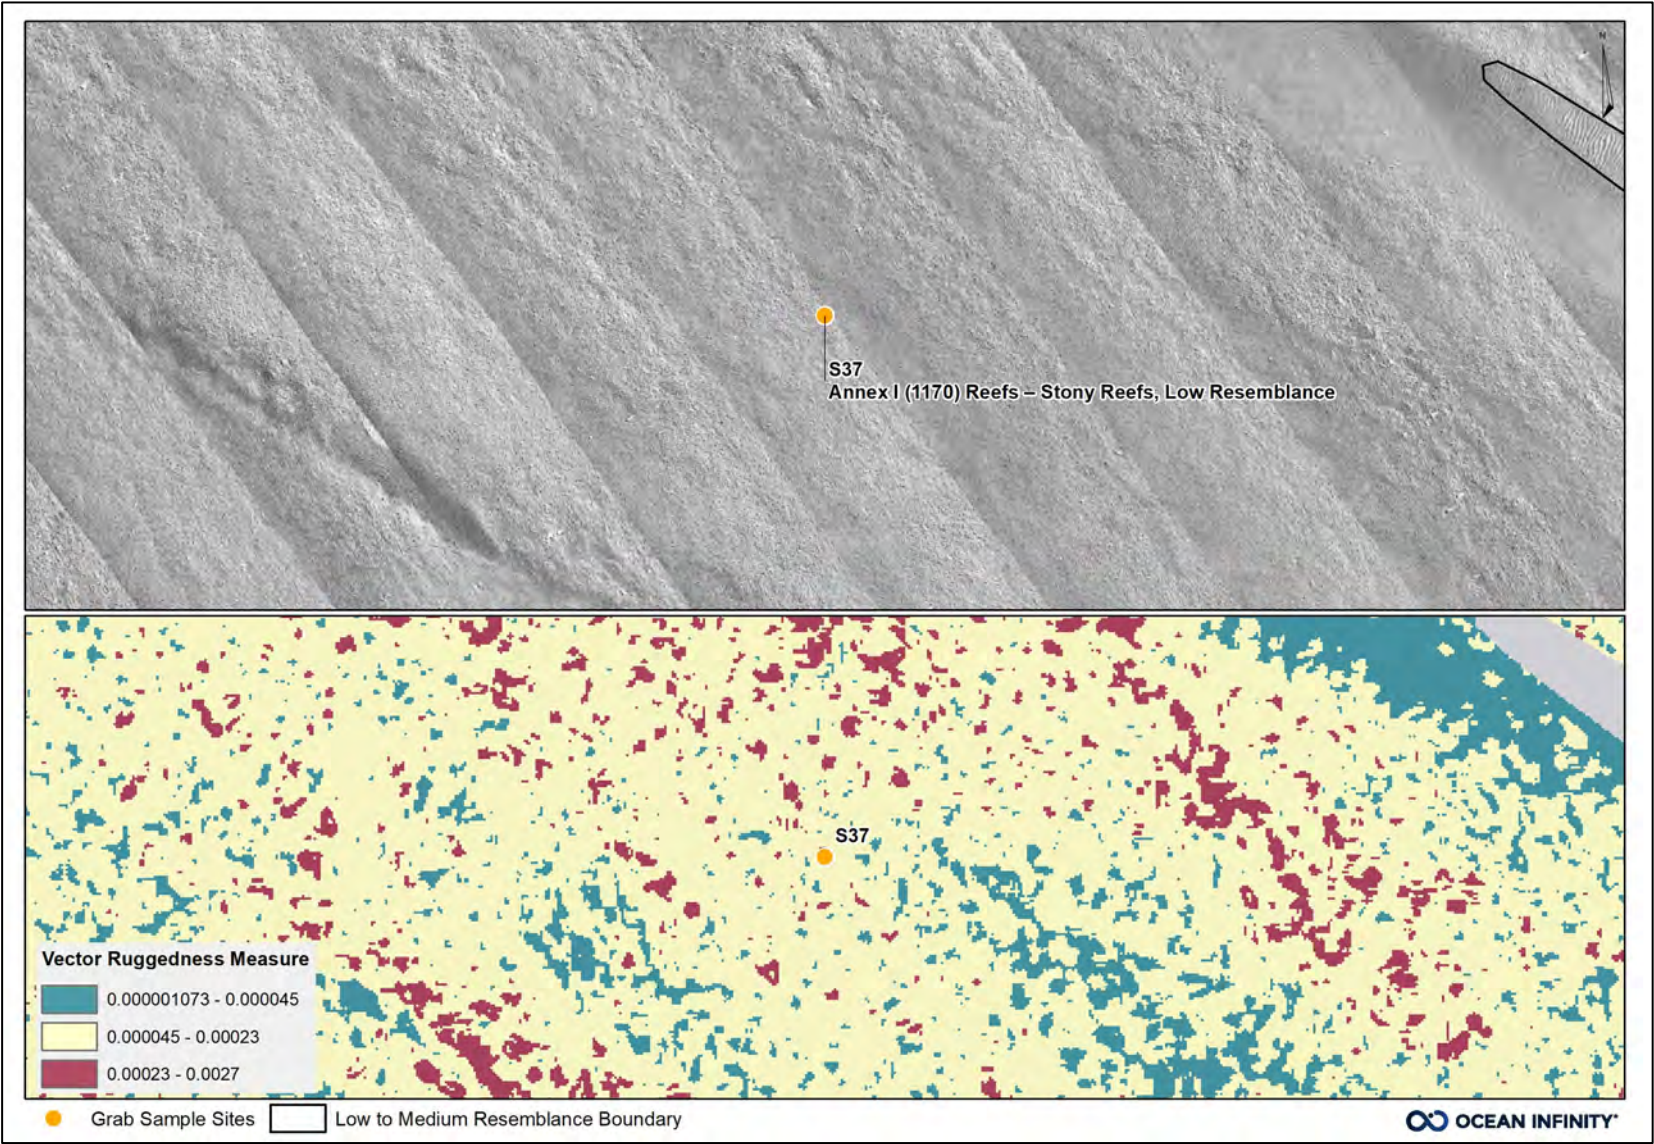 N
S37
Annex I (1170) Reefs – Stony Reefs, Low Resemblance
S37
Vector Ruggedness Measure
0.000001073 - 0.000045
0.000045 - 0.00023
0.00023 - 0.0027
Grab Sample Sites
Low to Medium Resemblance Boundary
OCEAN INFINITY